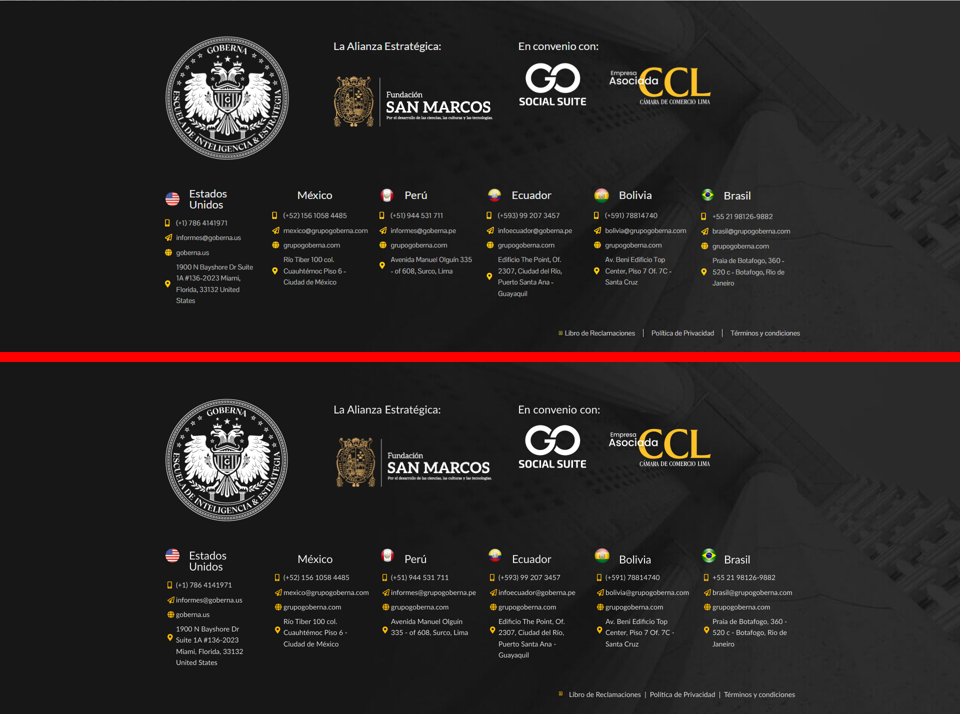 GOBERNA
ESCUELA DE INTELIGENCIA & ESTRATEGIA
La Alianza Estratégica:
Fundación
SAN MARCOS
Por el desarrollo de las ciencias, las culturas y las tecnologías.
En convenio con:
GO
SOCIAL SUITE
Empresa
Asociada
CCL
CÁMARA DE COMERCIO LIMA
Estados
Unidos
(+1) 786 4141971
informes@goberna.us
goberna.us
1900 N Bayshore Dr Suite
1A #136-2023 Miami,
Florida, 33132 United
States
México
(+52) 156 1058 4485
mexico@grupogoberna.com
grupogoberna.com
Río Tiber 100 col.
Cuauhtémoc Piso 6 -
Ciudad de México
Perú
(+51) 944 531 711
informes@goberna.pe
grupogoberna.com
Avenida Manuel Olguín 335
- of 608, Surco, Lima
Ecuador
(+593) 99 207 3457
infoecuador@goberna.pe
grupogoberna.com
Edificio The Point, Of.
2307, Ciudad del Río,
Puerto Santa Ana -
Guayaquil
Bolivia
(+591) 78814740
bolivia@grupogoberna.com
grupogoberna.com
Av. Beni Edificio Top
Center, Piso 7 Of. 7C -
Santa Cruz
Brasil
+55 21 98126-9882
brasil@grupogoberna.com
grupogoberna.com
Praia de Botafogo, 360 -
520 c - Botafogo, Rio de
Janeiro
Libro de Reclamaciones | Política de Privacidad | Términos y condiciones
GOBERNA
ESCUELA DE INTELIGENCIA & ESTRATEGIA
La Alianza Estratégica:
Fundación
SAN MARCOS
Por el desarrollo de las ciencias, las culturas y las tecnologías.
En convenio con:
GO
SOCIAL SUITE
Empresa
Asociada
CCL
CÁMARA DE COMERCIO LIMA
Estados
Unidos
(+1) 786 4141971
informes@goberna.us
goberna.us
1900 N Bayshore Dr
Suite 1A #136-2023
Miami, Florida, 33132
United States
México
(+52) 156 1058 4485
mexico@grupogoberna.com
grupogoberna.com
Río Tiber 100 col.
Cuauhtémoc Piso 6 -
Ciudad de México
Perú
(+51) 944 531 711
informes@grupogoberna.pe
grupogoberna.com
Avenida Manuel Olguín
335 - of 608, Surco, Lima
Ecuador
(+593) 99 207 3457
infoecuador@goberna.pe
grupogoberna.com
Edificio The Point, Of.
2307, Ciudad del Río,
Puerto Santa Ana -
Guayaquil
Bolivia
(+591) 78814740
bolivia@grupogoberna.com
grupogoberna.com
Av. Beni Edificio Top
Center, Piso 7 Of. 7C -
Santa Cruz
Brasil
+55 21 98126-9882
brasil@grupogoberna.com
grupogoberna.com
Praia de Botafogo, 360 -
520 c - Botafogo, Rio de
Janeiro
Libro de Reclamaciones | Política de Privacidad | Términos y condiciones